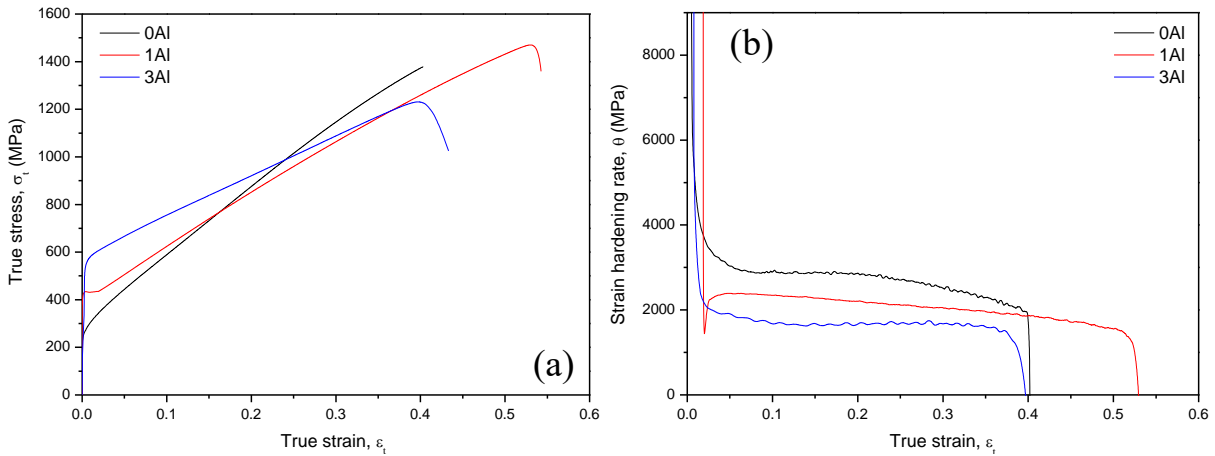 1600
1400
1200
1000
800
600
400
200
0
True stress, σt (MPa)
0Al
1Al
3Al
(a)
0.0 0.1 0.2 0.3 0.4 0.5 0.6
True strain, εt
8000
6000
4000
2000
0
Strain hardening rate, θ (MPa)
(b)
0Al
1Al
3Al
0.0 0.1 0.2 0.3 0.4 0.5 0.6
True strain, εt